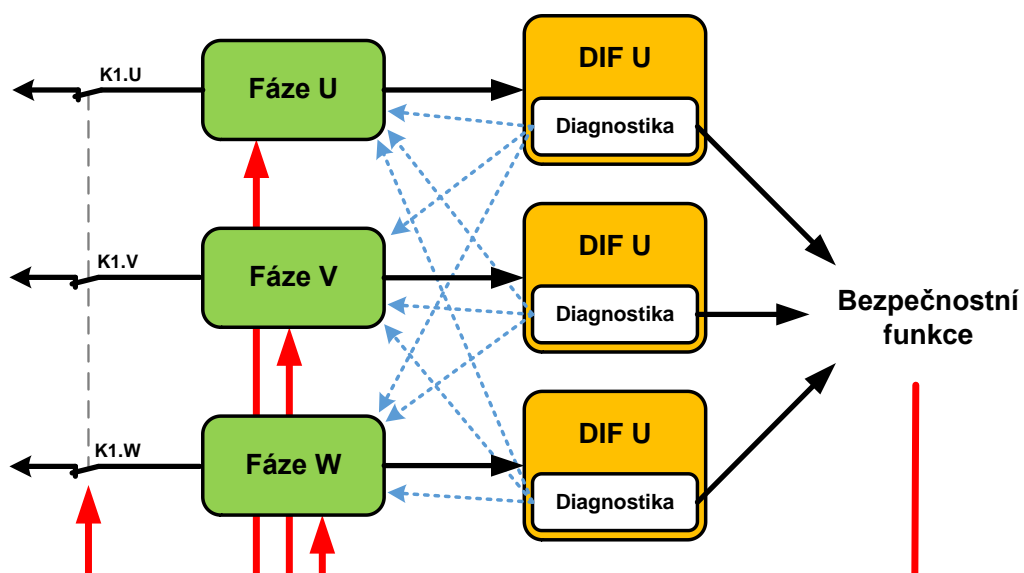 K1.U
Fáze U
DIF U
Diagnostika
K1.V
Fáze V
DIF U
Diagnostika
Bezpečnostní
funkce
K1.W
Fáze W
DIF U
Diagnostika